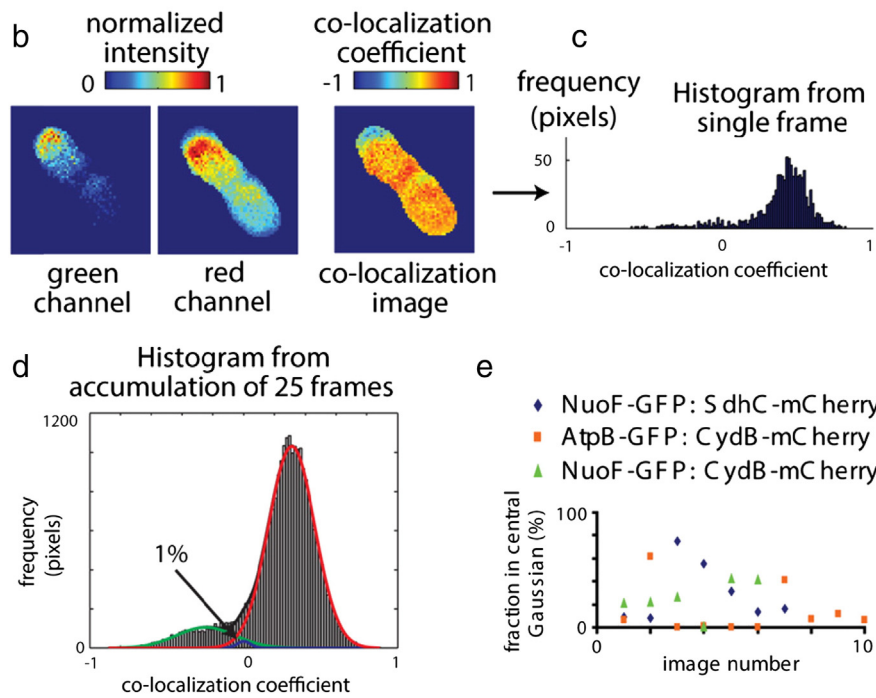 b
normalized
intensity
0
1
co-localization
coefficient
-1
1
green
channel
red
channel
co-localization
image
c
frequency
(pixels)
Histogram from
single frame
50
0
-1
0
1
co-localization coefficient
d
Histogram from
accumulation of 25 frames
1200
frequency
(pixels)
1%
0
-1
0
1
co-localization coefficient
e
NuoF-GFP: SdhC-mCherry
AtpB-GFP: CydB-mCherry
NuoF-GFP: CydB-mCherry
fraction in central
Gaussian (%)
100
0
0
10
image number